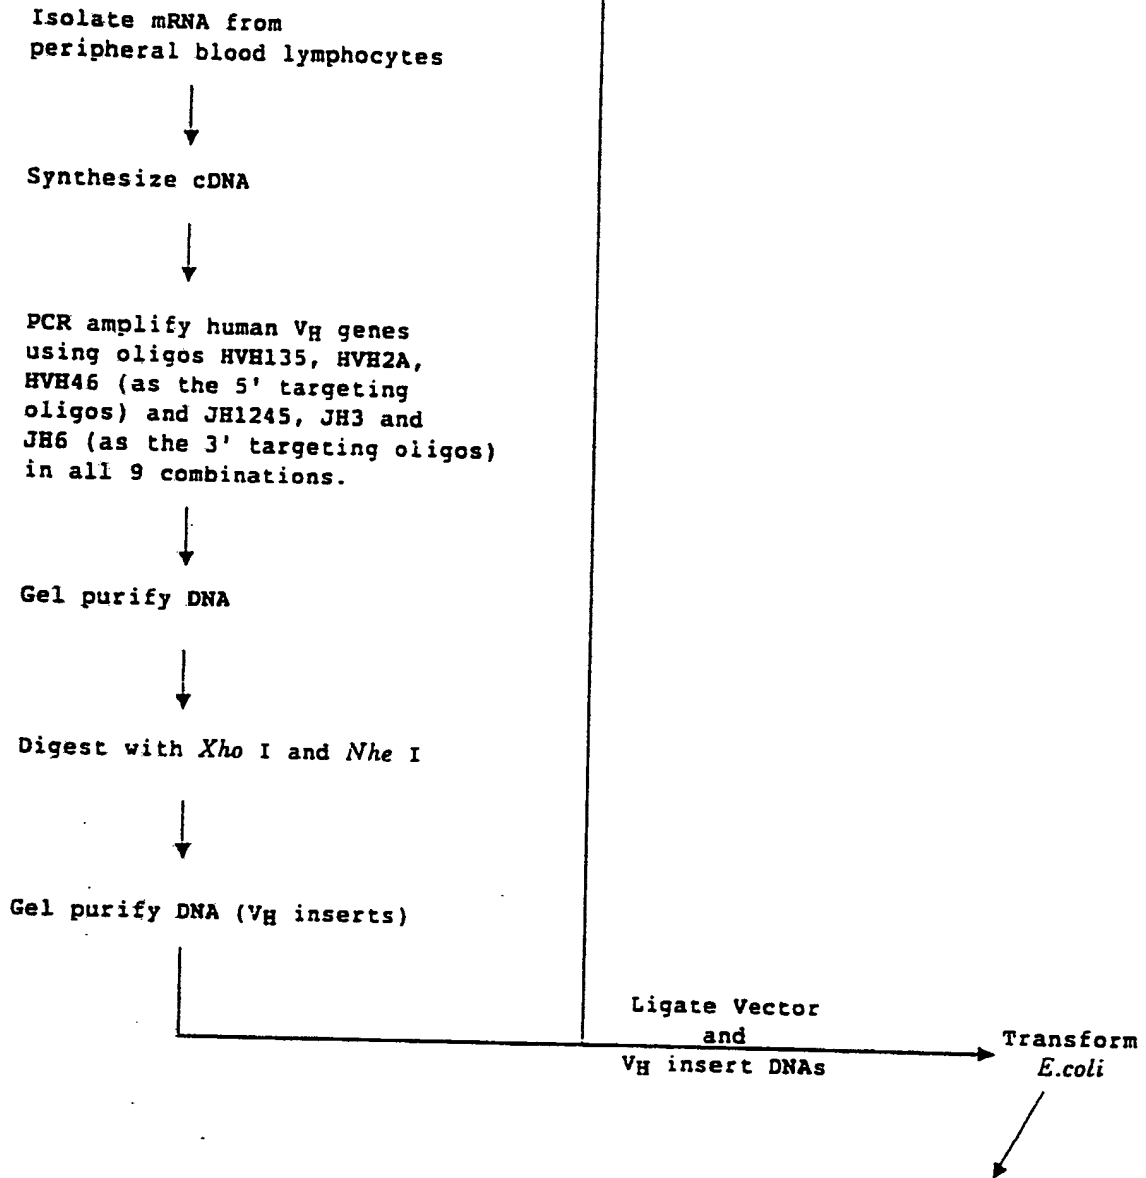 Isolate mRNA from
peripheral blood lymphocytes
Synthesize cDNA
PCR amplify human VH genes
using oligos HVH135, HVH2A,
HVH46 (as the 5' targeting
oligos) and JH1245, JH3 and
JH6 (as the 3' targeting oligos)
in all 9 combinations.
Gel purify DNA
Digest with Xho I and Nhe I
Gel purify DNA (VH inserts)
Ligate Vector
and
VH insert DNAs
Transform
E.coli